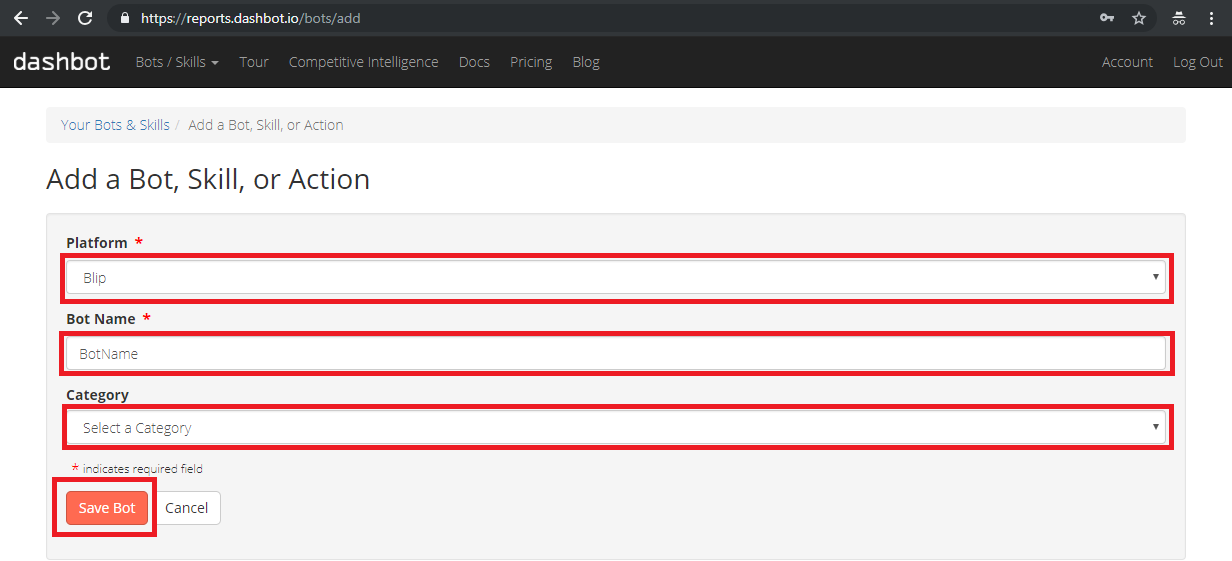 https://reports.dashbot.io/bots/add
dashbot Bots / Skills Tour Competitive Intelligence Docs Pricing Blog Account Log Out
Your Bots & Skills / Add a Bot, Skill, or Action
Add a Bot, Skill, or Action
Platform *
Blip
Bot Name *
BotName
Category
Select a Category
* indicates required field
Save Bot Cancel